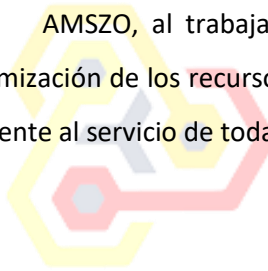 AMSZO, al trabaja
mización de los recurso
ente al servicio de toda